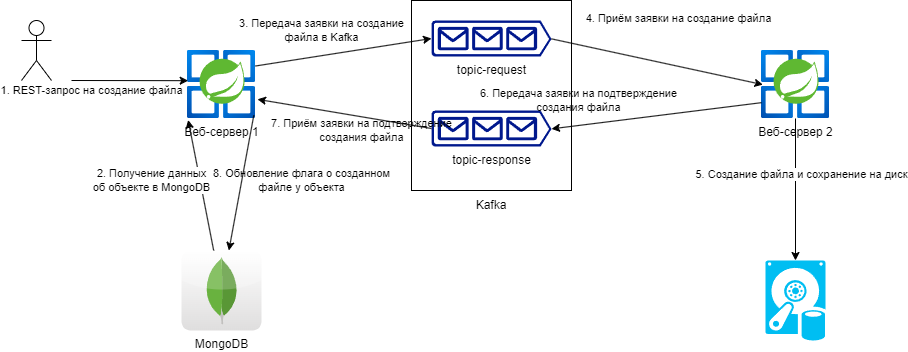 3. Передача заявки на создание
файла в Kafka
4. Приём заявки на создание файла
topic-request
1. REST-запрос на создание файла
6. Передача заявки на подтверждение
создания файла
Веб-сервер 1
7. Приём заявки на подтверждение
создания файла
Веб-сервер 2
topic-response
2. Получение данных
об объекте в MongoDB
8. Обновление флага о созданном
файле у объекта
5. Создание файла и сохранение на диск
Kafka
MongoDB